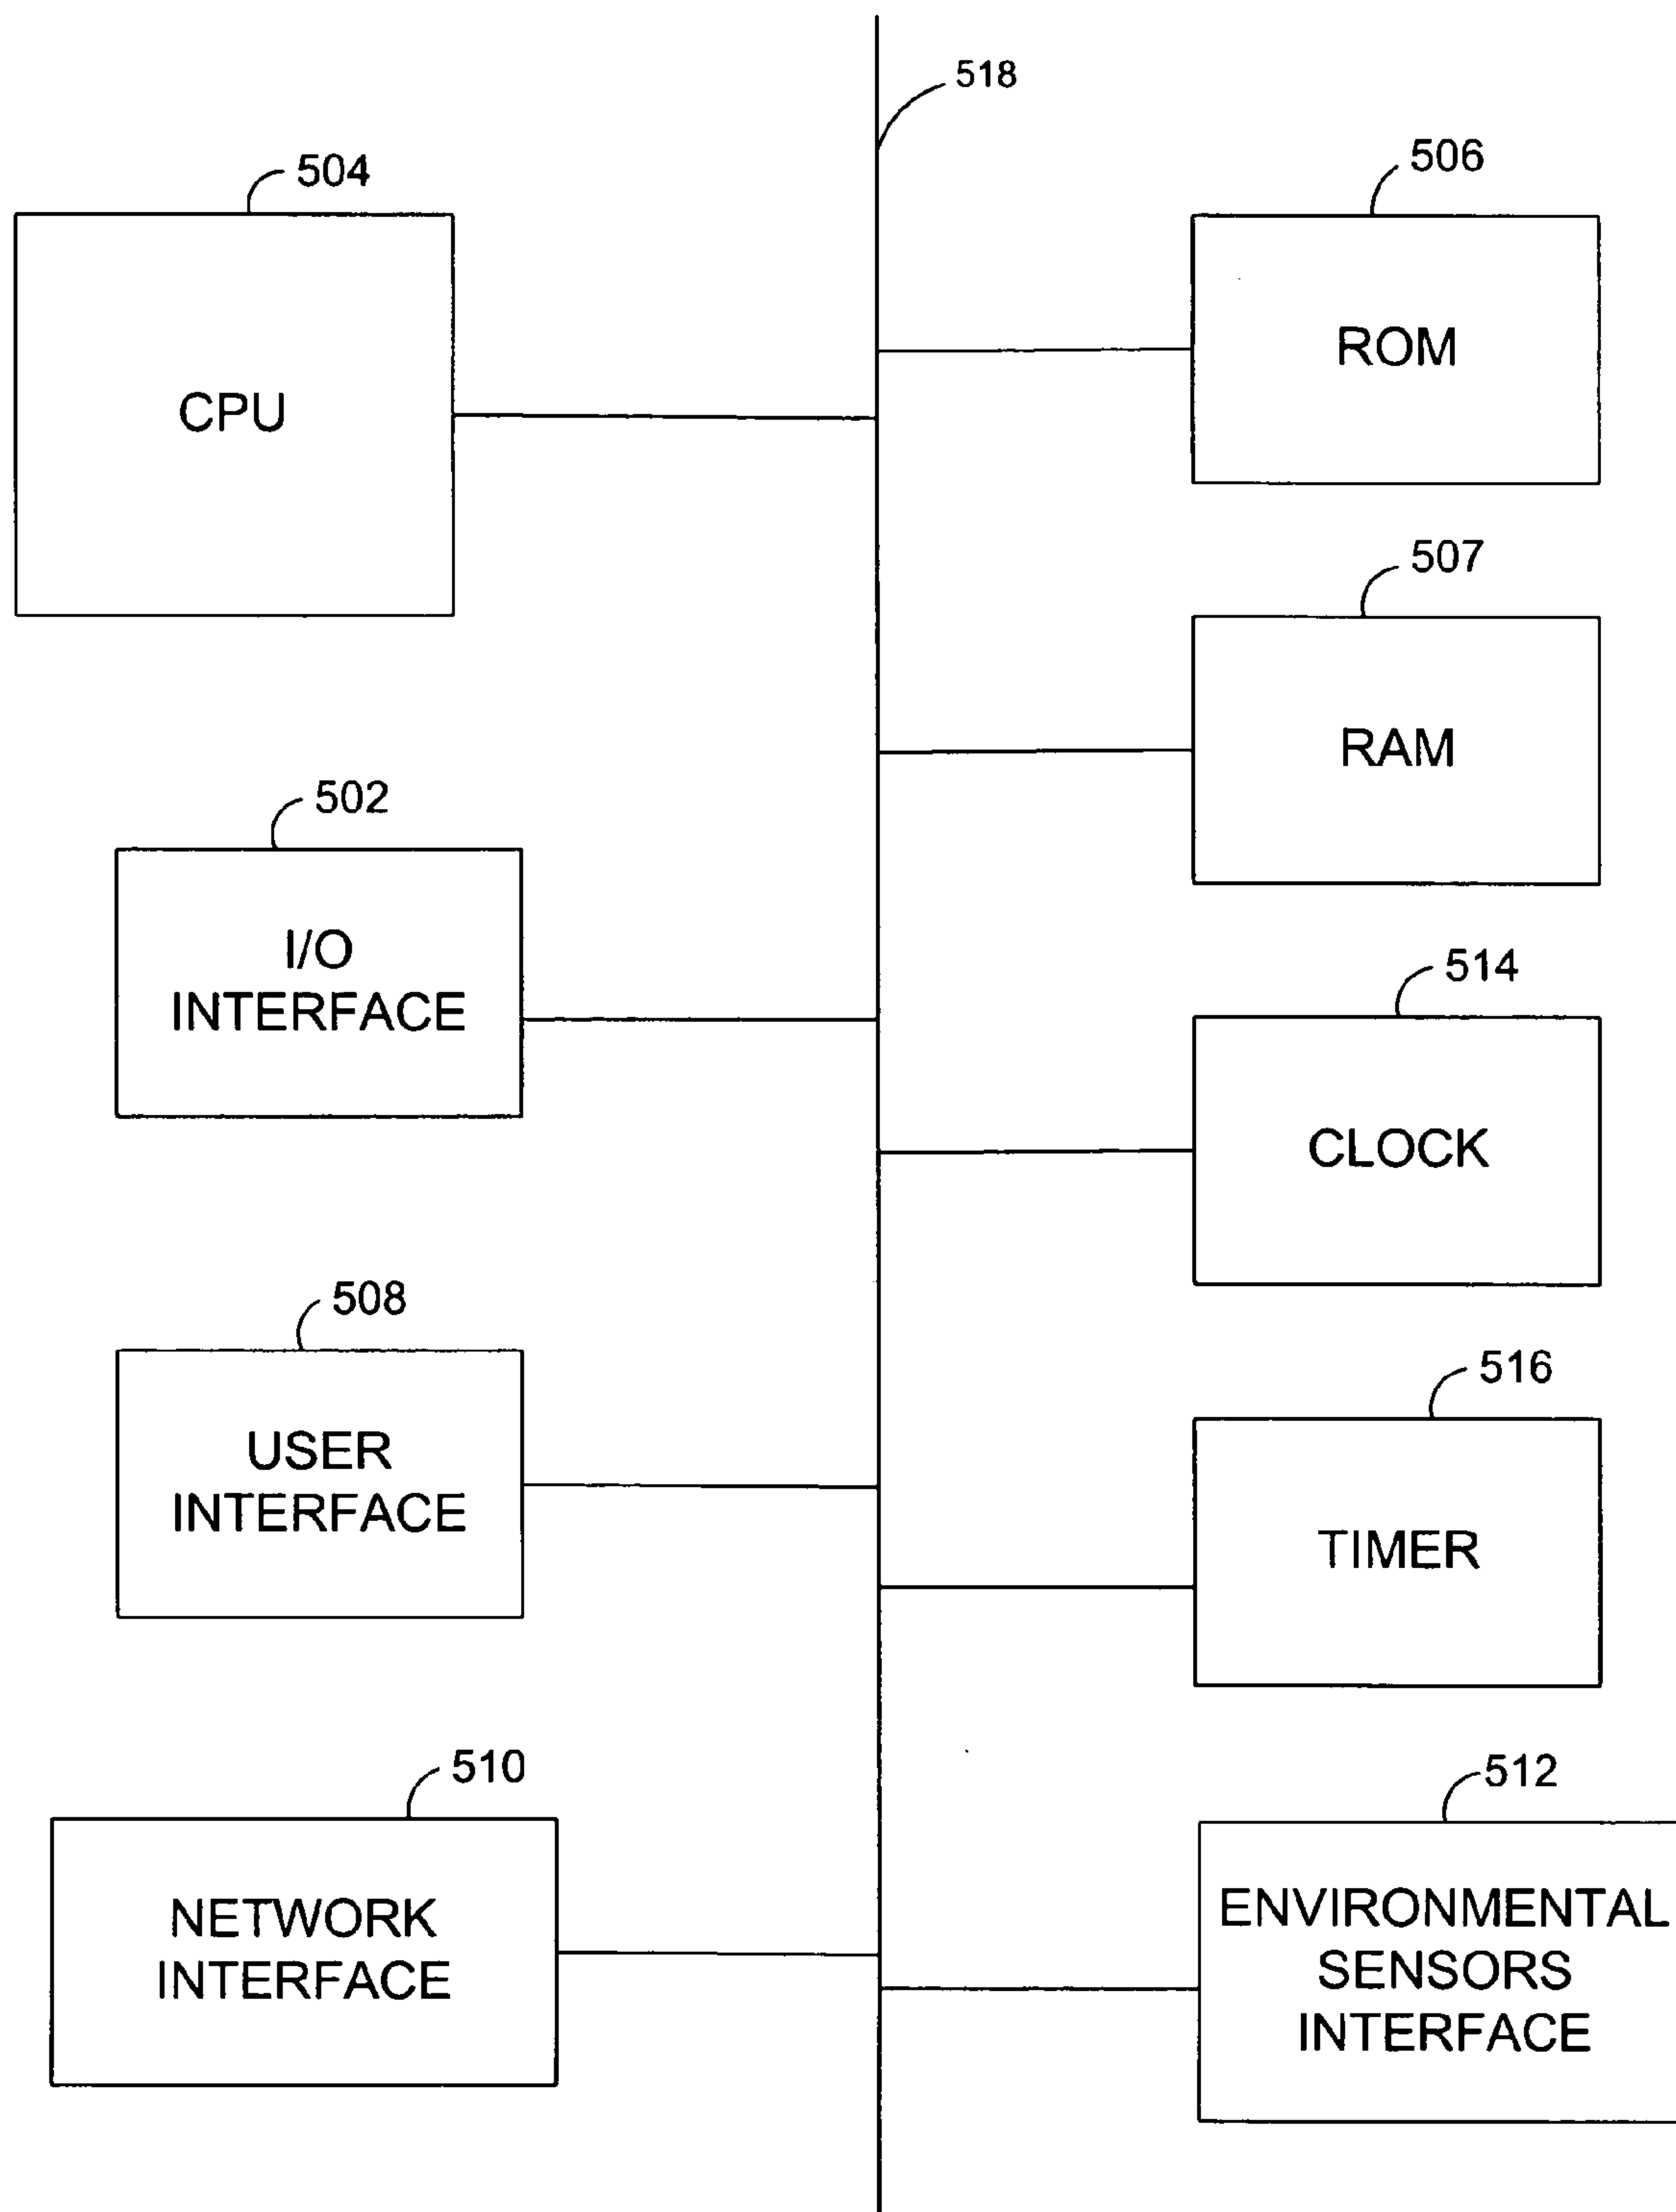 518
504
CPU
506
ROM
507
RAM
502
I/O
INTERFACE
514
CLOCK
508
USER
INTERFACE
516
TIMER
510
NETWORK
INTERFACE
512
ENVIRONMENTAL
SENSORS
INTERFACE